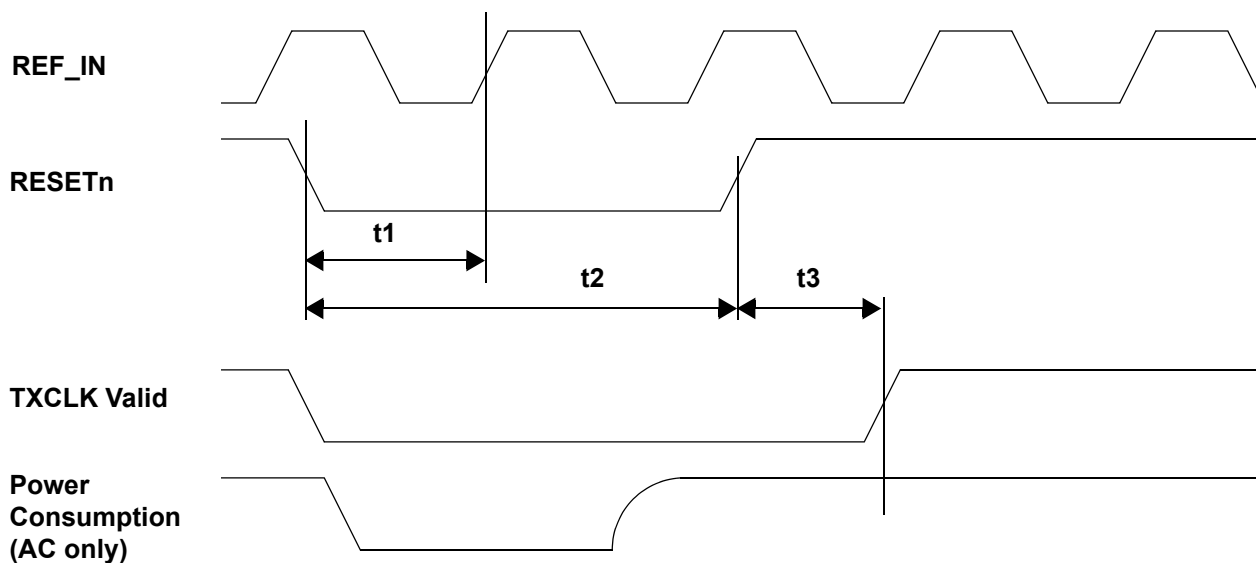 REF_IN
RESETn
t1
t2
t3
TXCLK Valid
Power
Consumption
(AC only)